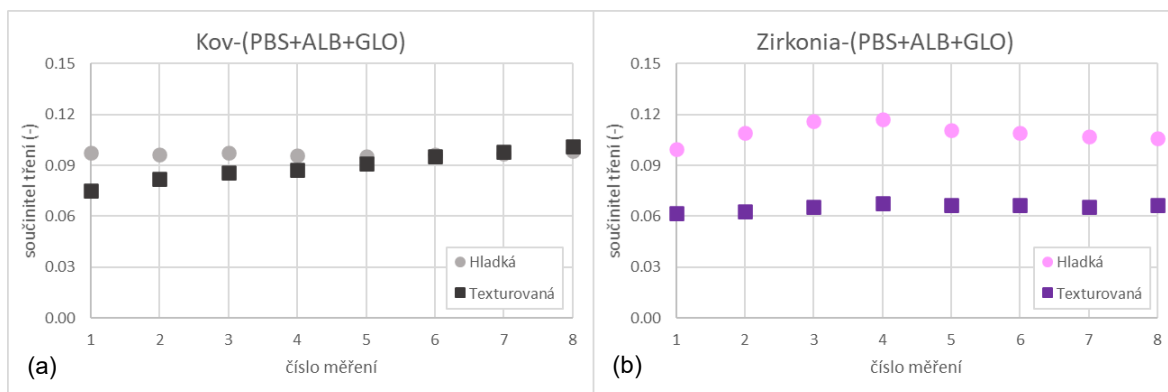 Kov-(PBS+ALB+GLO)
0.15
0.12
0.09
0.06
0.03
0.00
součinitel tření (-)
Hladká
Texturovaná
1 2 3 4 5 6 7 8
číslo měření
(a)
Zirkonia-(PBS+ALB+GLO)
0.15
0.12
0.09
0.06
0.03
0.00
součinitel tření (-)
Hladká
Texturovaná
1 2 3 4 5 6 7 8
číslo měření
(b)